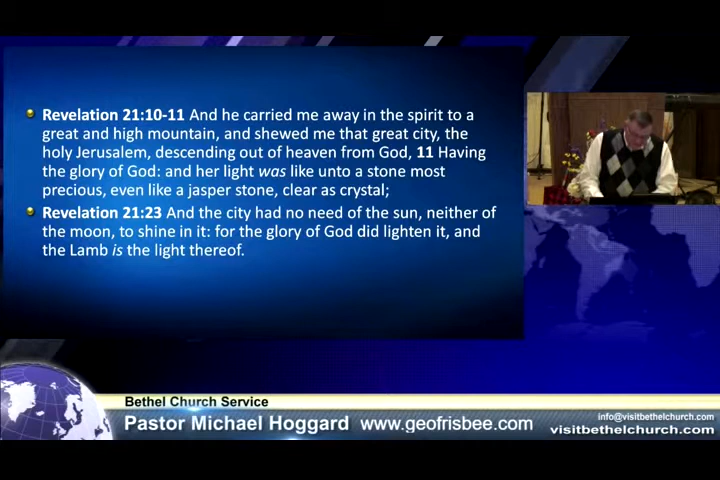 Revelation 21:10-11 And he carried me away in the spirit to a
great and high mountain, and shewed me that great city, the
holy Jerusalem, descending out of heaven from God, 11 Having
the glory of God: and her light was like unto a stone most
precious, even like a jasper stone, clear as crystal;
Revelation 21:23 And the city had no need of the sun, neither of
the moon, to shine in it: for the glory of God did lighten it, and
the Lamb is the light thereof.
Bethel Church Service
Pastor Michael Hoggard www.geofrisbee.com
info@visitbethelchurch.com
visitbethelchurch.com